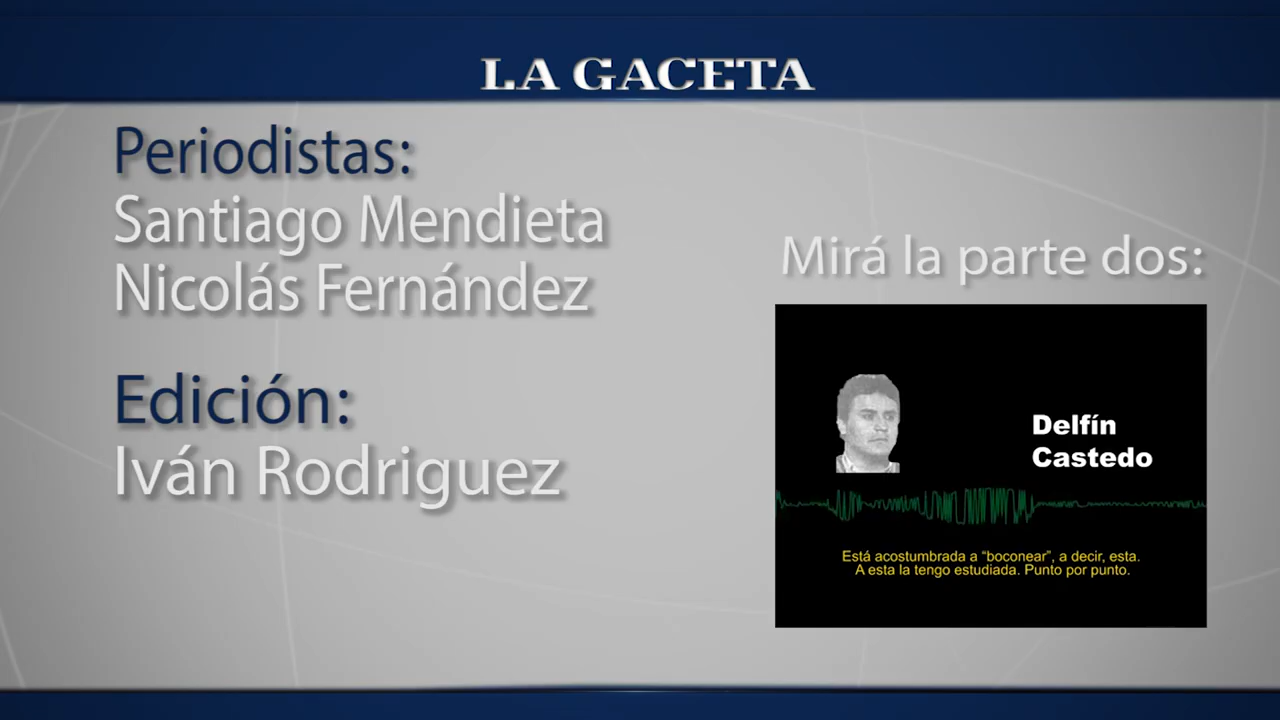 LA GACETA
Periodistas:
Santiago Mendieta
Nicolás Fernández
Edición:
Iván Rodriguez
Mirá la parte dos:
Delfín
Castedo
Está acostumbrada a “boconear”, a decir, esta.
A esta la tengo estudiada. Punto por punto.